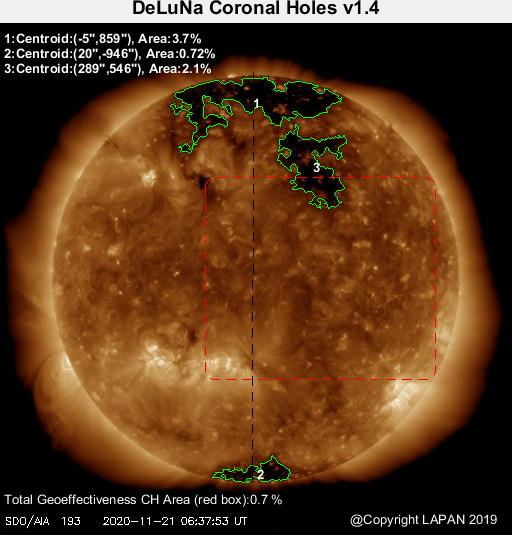 DeLuNa Coronal Holes v1.4
1:Centroid:(-5",859"), Area:3.7%
2:Centroid:(20",-946"), Area:0.72%
3:Centroid:(289",546"), Area:2.1%
1
3
2
Total Geoeffectiveness CH Area (red box):0.7 %
SDO/AIA 193 2020-11-21 06:37:53 UT
@Copyright LAPAN 2019